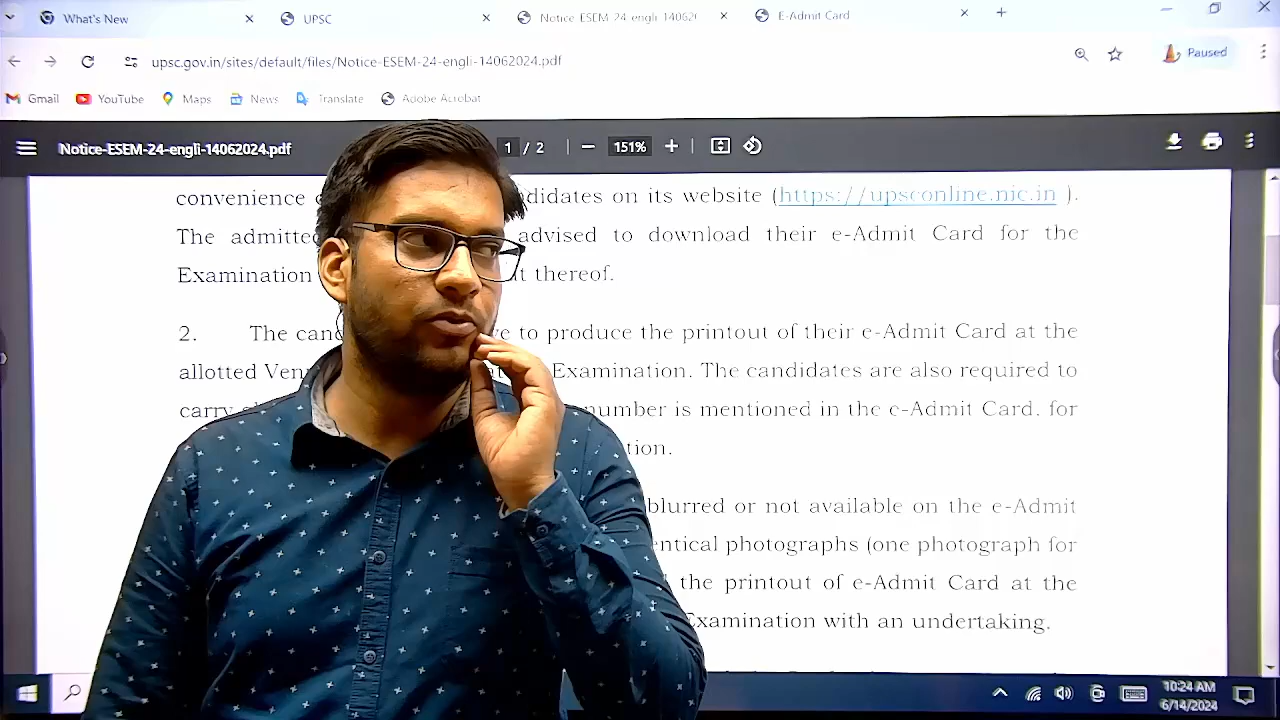 What's New
UPSC
Notice-ESEM-24-engli-14062
E-Admit Card
upsc.gov.in/sites/default/files/Notice-ESEM-24-engli-14062024.pdf
Paused
Gmail
YouTube
Maps
News
Translate
Adobe Acrobat
Notice-ESEM-24-engli-14062024.pdf
1 / 2
151%
convenience didates on its website (https://upsconline.nic.in ).
The admitted advised to download their e-Admit Card for the
Examination thereof.
2. The to produce the printout of their e-Admit Card at the
allotted Examination. The candidates are also required to
carry number is mentioned in the e-Admit Card. for
tion.
blurred or not available on the e-Admit
entical photographs (one photograph for
the printout of e-Admit Card at the
Examination with an undertaking.
10:24 AM
6/14/2024